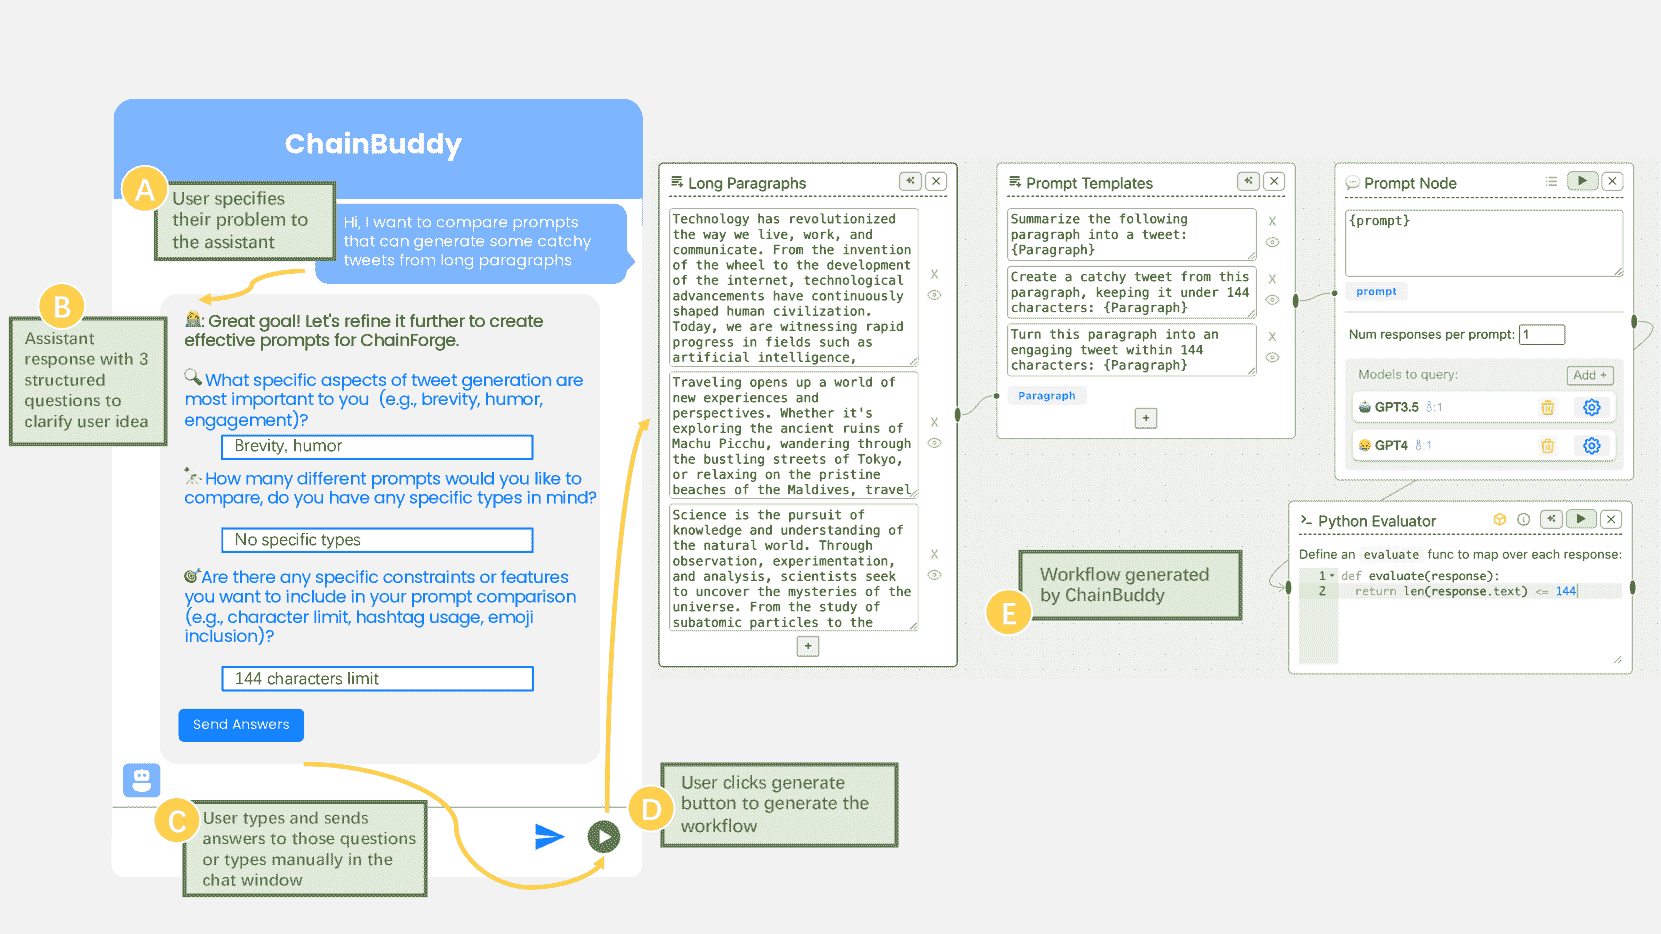 ChainBuddy
A
User specifies
their problem to
the assistant
Hi, I want to compare prompts
that can generate some catchy
tweets from long paragraphs
B
Assistant
response with 3
structured
questions to
clarify user idea
: Great goal! Let's refine it further to create
effective prompts for ChainForge.
What specific aspects of tweet generation are
most important to you (e.g., brevity, humor,
engagement)?
Brevity, humor
How many different prompts would you like to
compare, do you have any specific types in mind?
No specific types
Are there any specific constraints or features
you want to include in your prompt comparison
(e.g., character limit, hashtag usage, emoji
inclusion)?
144 characters limit
Send Answers
C
User types and sends
answers to those questions
or types manually in the
chat window
D
User clicks generate
button to generate the
workflow
Long Paragraphs
Technology has revolutionized
the way we live, work, and
communicate. From the invention
of the wheel to the development
of the internet, technological
advancements have continuously
shaped human civilization.
Today, we are witnessing rapid
progress in fields such as
artificial intelligence,
X
Traveling opens up a world of
new experiences and
perspectives. Whether it's
exploring the ancient ruins of
Machu Picchu, wandering through
the bustling streets of Tokyo,
or relaxing on the pristine
beaches of the Maldives, travel
X
Science is the pursuit of
knowledge and understanding of
the natural world. Through
observation, experimentation,
and analysis, scientists seek
to uncover the mysteries of the
universe. From the study of
subatomic particles to the
X
+
Prompt Templates
Summarize the following
paragraph into a tweet:
{Paragraph}
X
Create a catchy tweet from this
paragraph, keeping it under 144
characters: {Paragraph}
X
Turn this paragraph into an
engaging tweet within 144
characters: {Paragraph}
X
Paragraph
+
Prompt Node
{prompt}
prompt
Num responses per prompt: 1
Models to query:
Add +
GPT3.5 :1
GPT4 :1
E
Workflow generated
by ChainBuddy
Python Evaluator
Define an evaluate func to map over each response:
1 def evaluate(response):
2 return len(response.text) <= 144